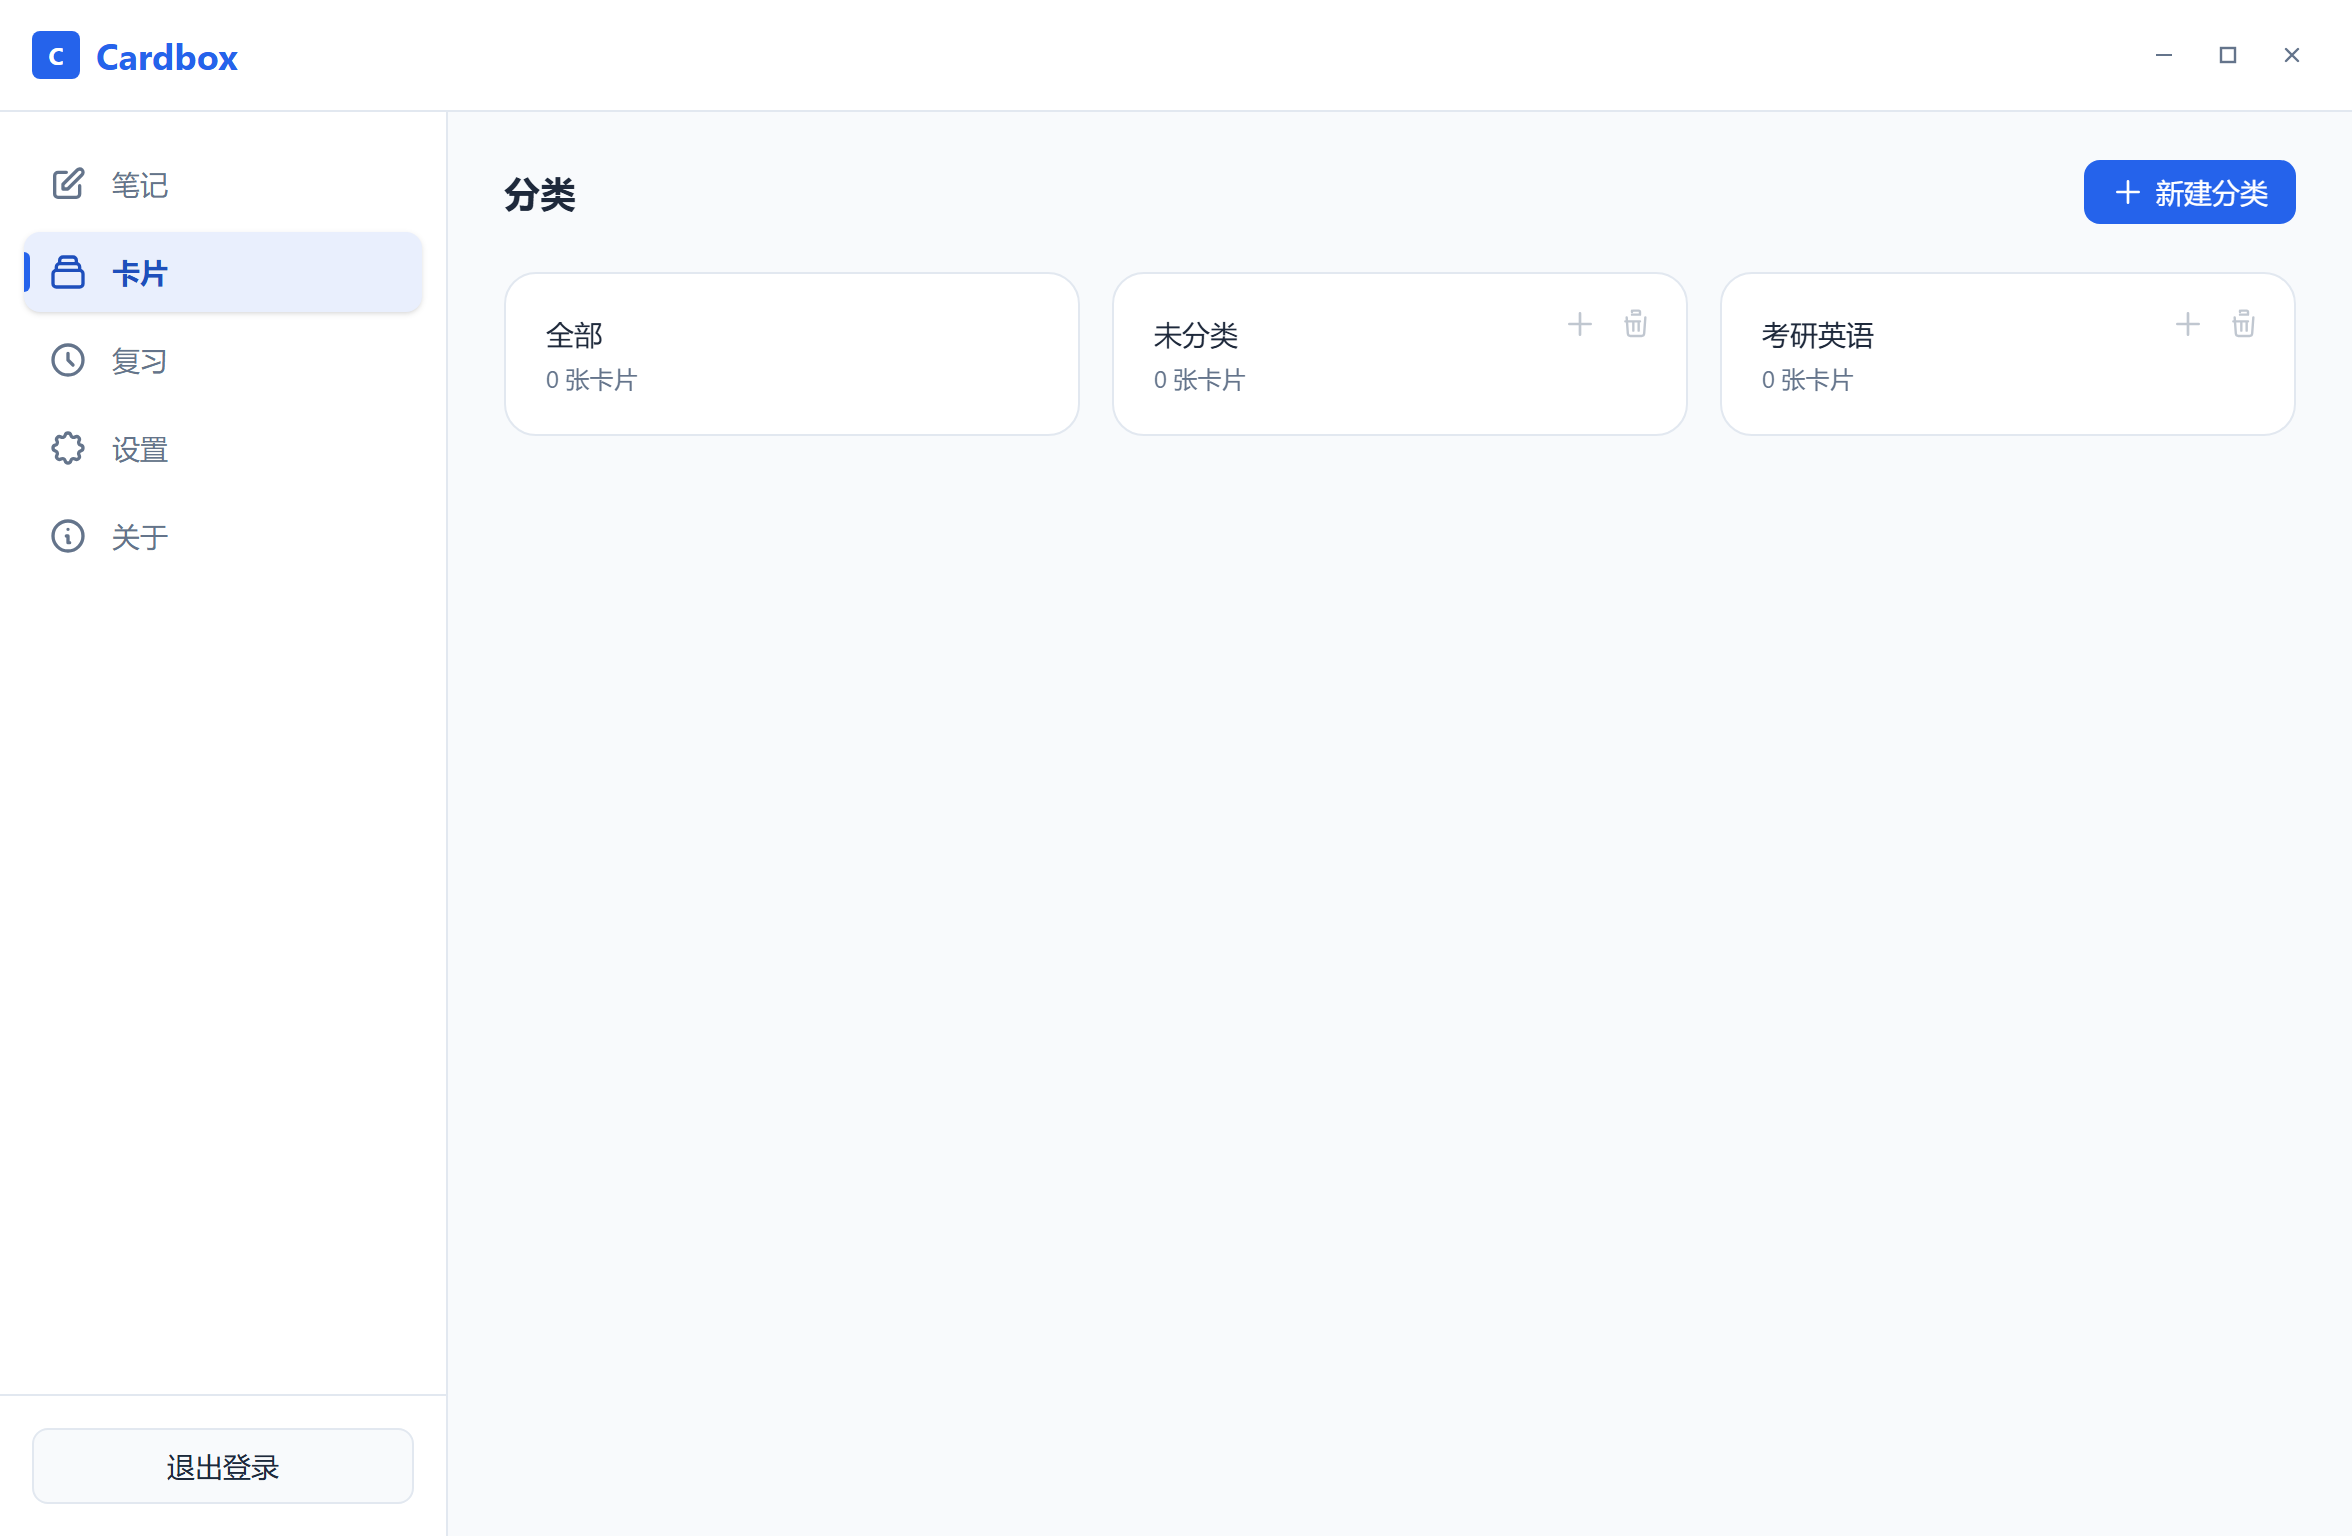 C Cardbox
笔记
卡片
复习
设置
关于
退出登录
分类
新建分类
全部
0 张卡片
未分类
0 张卡片
考研英语
0 张卡片